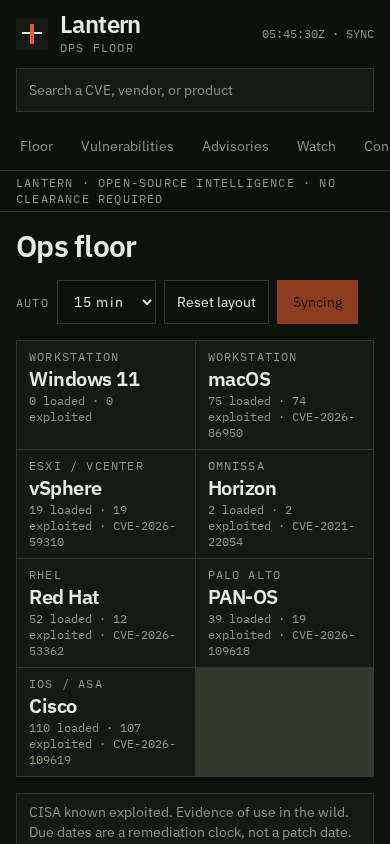 Lantern
OPS FLOOR
05:45:30Z · SYNC
Search a CVE, vendor, or product
Floor Vulnerabilities Advisories Watch Con
LANTERN · OPEN-SOURCE INTELLIGENCE · NO
CLEARANCE REQUIRED
Ops floor
AUTO 15 min Reset layout Syncing
WORKSTATION
Windows 11
0 loaded · 0
exploited
WORKSTATION
macOS
75 loaded · 74
exploited · CVE-2026-
86950
ESXI / VCENTER
vSphere
19 loaded · 19
exploited · CVE-2026-
59310
OMNISSA
Horizon
2 loaded · 2
exploited · CVE-2021-
22054
RHEL
Red Hat
52 loaded · 12
exploited · CVE-2026-
53362
PALO ALTO
PAN-OS
39 loaded · 19
exploited · CVE-2026-
109618
IOS / ASA
Cisco
110 loaded · 107
exploited · CVE-2026-
109619
CISA known exploited. Evidence of use in the wild.
Due dates are a remediation clock, not a patch date.